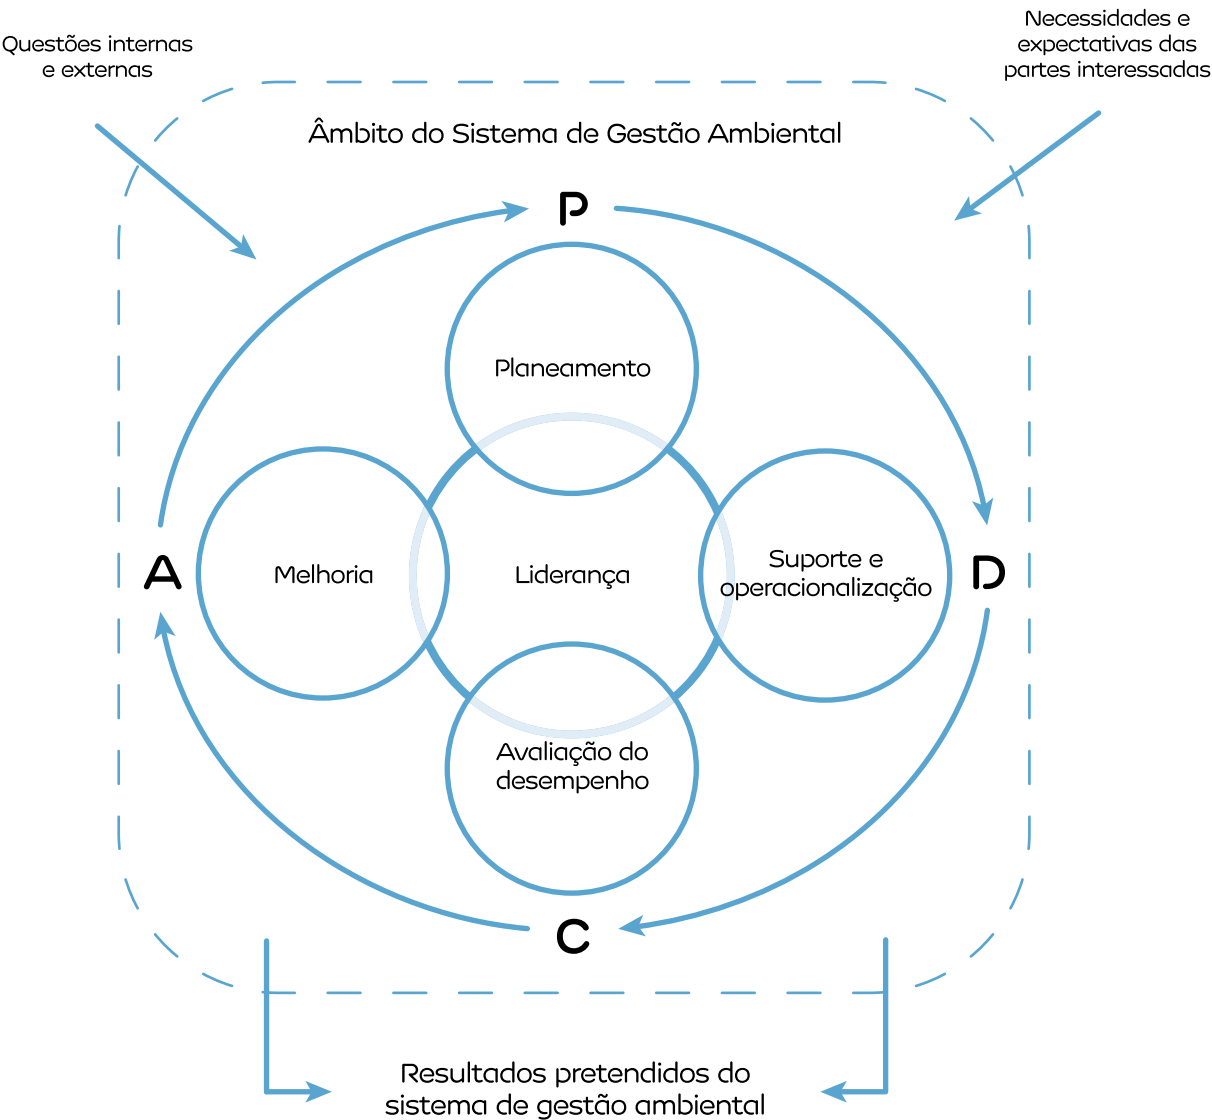 Questões internas
e externas
Necessidades e
expectativas das
partes interessadas
Âmbito do Sistema de Gestão Ambiental
P
Planeamento
A
Melhoria
Liderança
Suporte e
operacionalização
D
Avaliação do
desempenho
C
Resultados pretendidos do
sistema de gestão ambiental